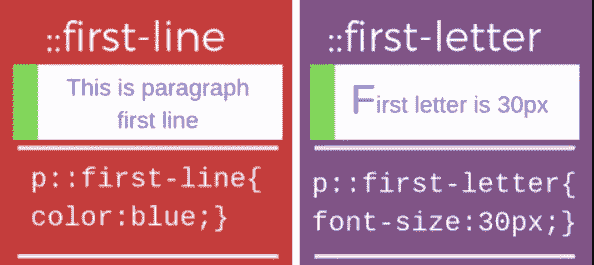 ::first-line
This is paragraph
first line
p::first-line{
color:blue;}
::first-letter
First letter is 30px
p::first-letter{
font-size:30px;}